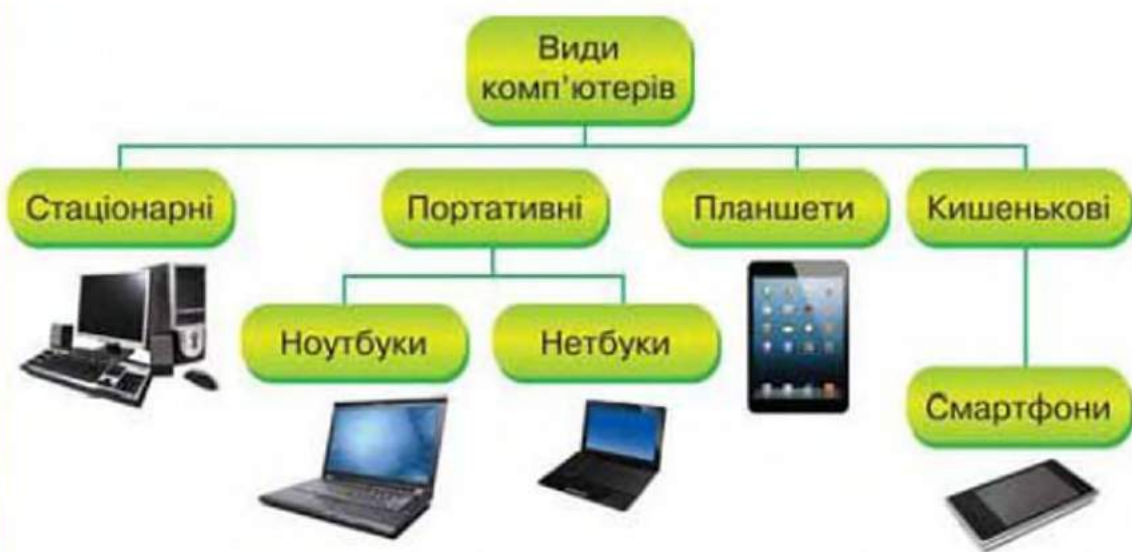 Види
комп'ютерів
Стаціонарні
Портативні
Планшети
Кишенькові
Ноутбуки
Нетбуки
Смартфони